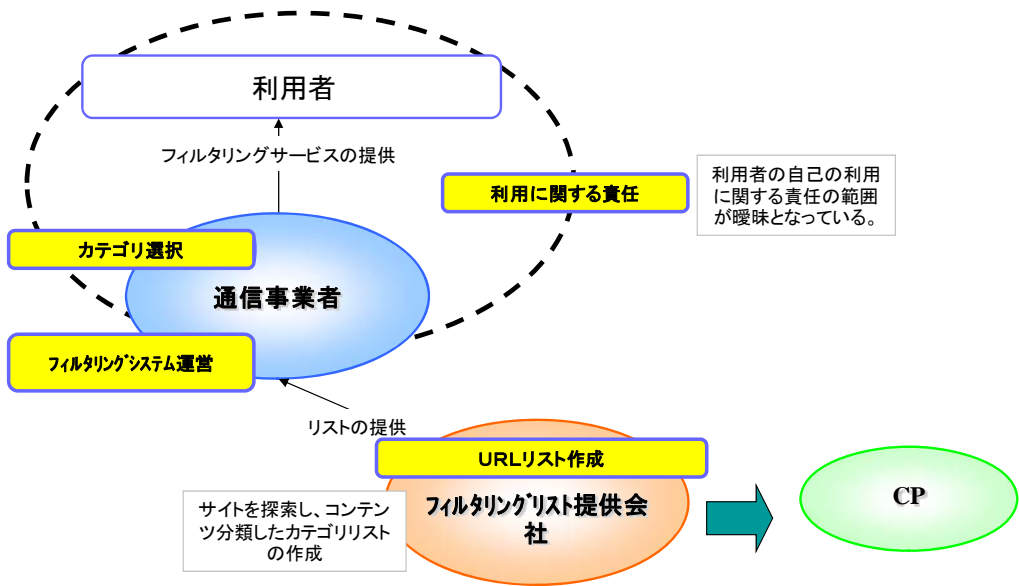 利用者
フィルタリングサービスの提供
利用に関する責任
利用者の自己の利用
に関する責任の範囲
が曖昧となっている。
カテゴリ選択
通信事業者
フィルタリングシステム運営
リストの提供
URLリスト作成
フィルタリングリスト提供会
社
サイトを探索し、コンテン
ツ分類したカテゴリリスト
の作成
CP